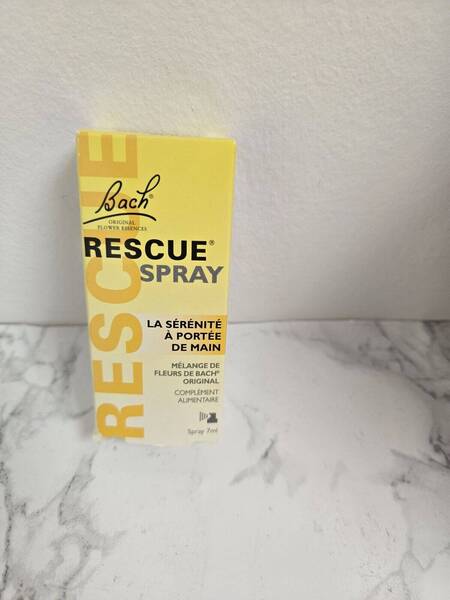 RESCUE
Bach®
ORIGINAL
FLOWER ESSENCES
RESCUE®
SPRAY
LA SÉRÉNITÉ
À PORTÉE
DE MAIN
MÉLANGE DE
FLEURS DE BACH®
ORIGINAL
COMPLÉMENT
ALIMENTAIRE
Spray 7ml